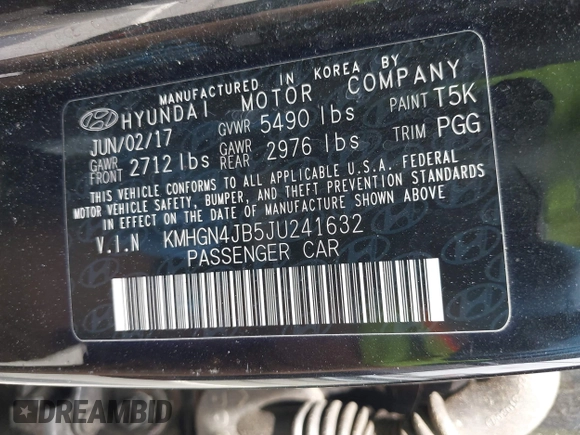 MANUFACTURED IN KOREA BY
HYUNDAI MOTOR COMPANY
JUN/02/17 GVWR 5490 lbs PAINT T5K
GAWR FRONT 2712 lbs GAWR REAR 2976 lbs TRIM PGG
THIS VEHICLE CONFORMS TO ALL APPLICABLE U.S.A. FEDERAL
MOTOR VEHICLE SAFETY, BUMPER, AND THEFT PREVENTION STANDARDS
IN EFFECT ON THE DATE OF MANUFACTURE SHOWN ABOVE
V.I.N KMHGN4JB5JU241632
PASSENGER CAR
DREAMBID